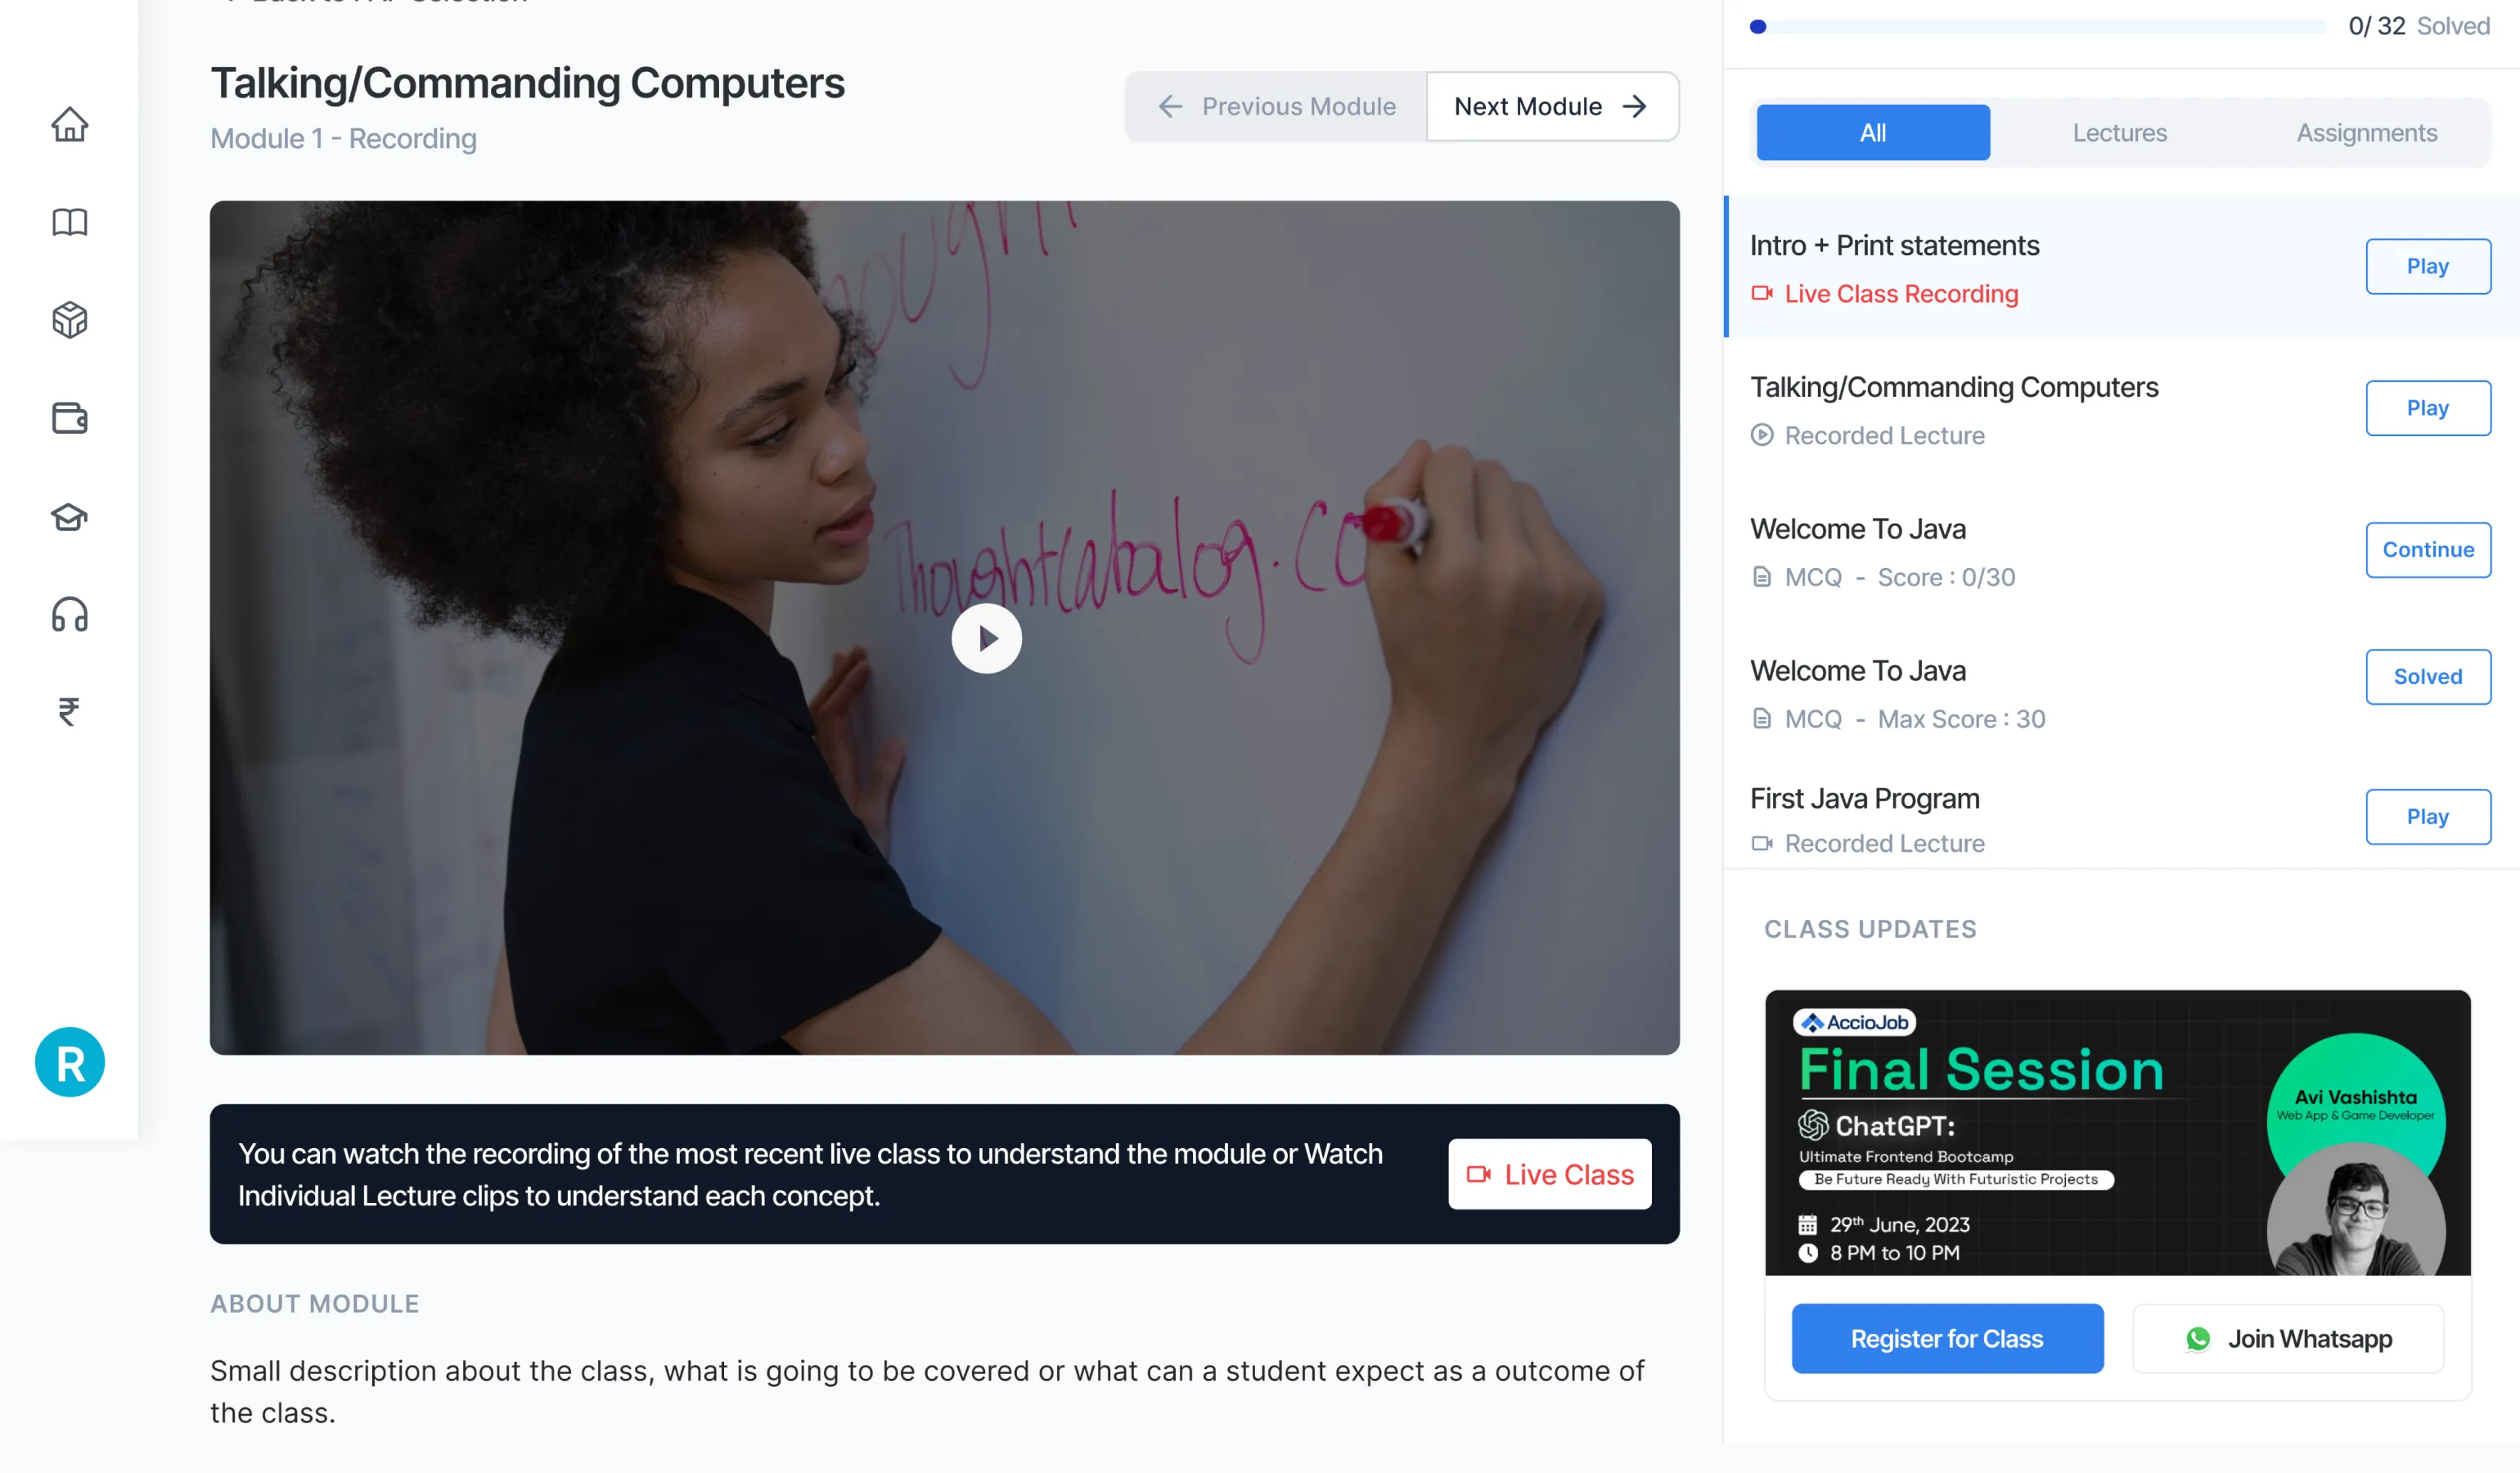 Talking/Commanding Computers
Module 1 - Recording
Previous Module
Next Module
Thoughtcatalog.co
You can watch the recording of the most recent live class to understand the module or Watch
Individual Lecture clips to understand each concept.
Live Class
ABOUT MODULE
Small description about the class, what is going to be covered or what can a student expect as a outcome of
the class.
R
0/ 32 Solved
All
Lectures
Assignments
Intro + Print statements
Live Class Recording
Play
Talking/Commanding Computers
Recorded Lecture
Play
Welcome To Java
MCQ - Score : 0/30
Continue
Welcome To Java
MCQ - Max Score : 30
Solved
First Java Program
Recorded Lecture
Play
CLASS UPDATES
AccioJob
Final Session
ChatGPT:
Ultimate Frontend Bootcamp
Be Future Ready With Futuristic Projects
29th June, 2023
8 PM to 10 PM
Avi Vashishta
Web App & Game Developer
Register for Class
Join Whatsapp